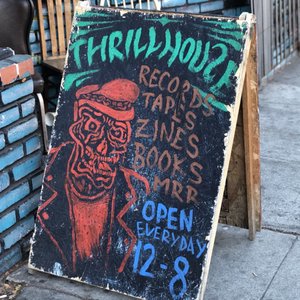 THRILLHOUSE
RECORDS
TAPES
ZINES
BOOKS
MRR
OPEN
EVERYDAY
12-8